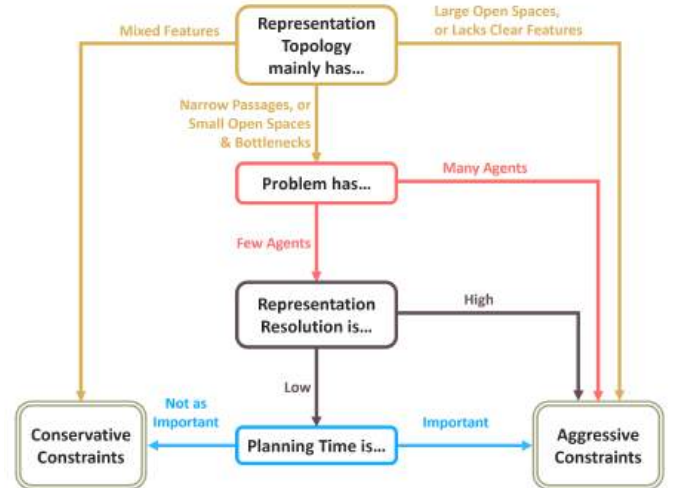 Mixed Features
Representation
Topology
mainly has...
Large Open Spaces,
or Lacks Clear Features
Narrow Passages, or
Small Open Spaces
& Bottlenecks
Problem has...
Many Agents
Few Agents
Representation
Resolution is...
High
Low
Not as
Important
Important
Conservative
Constraints
Planning Time is...
Aggressive
Constraints